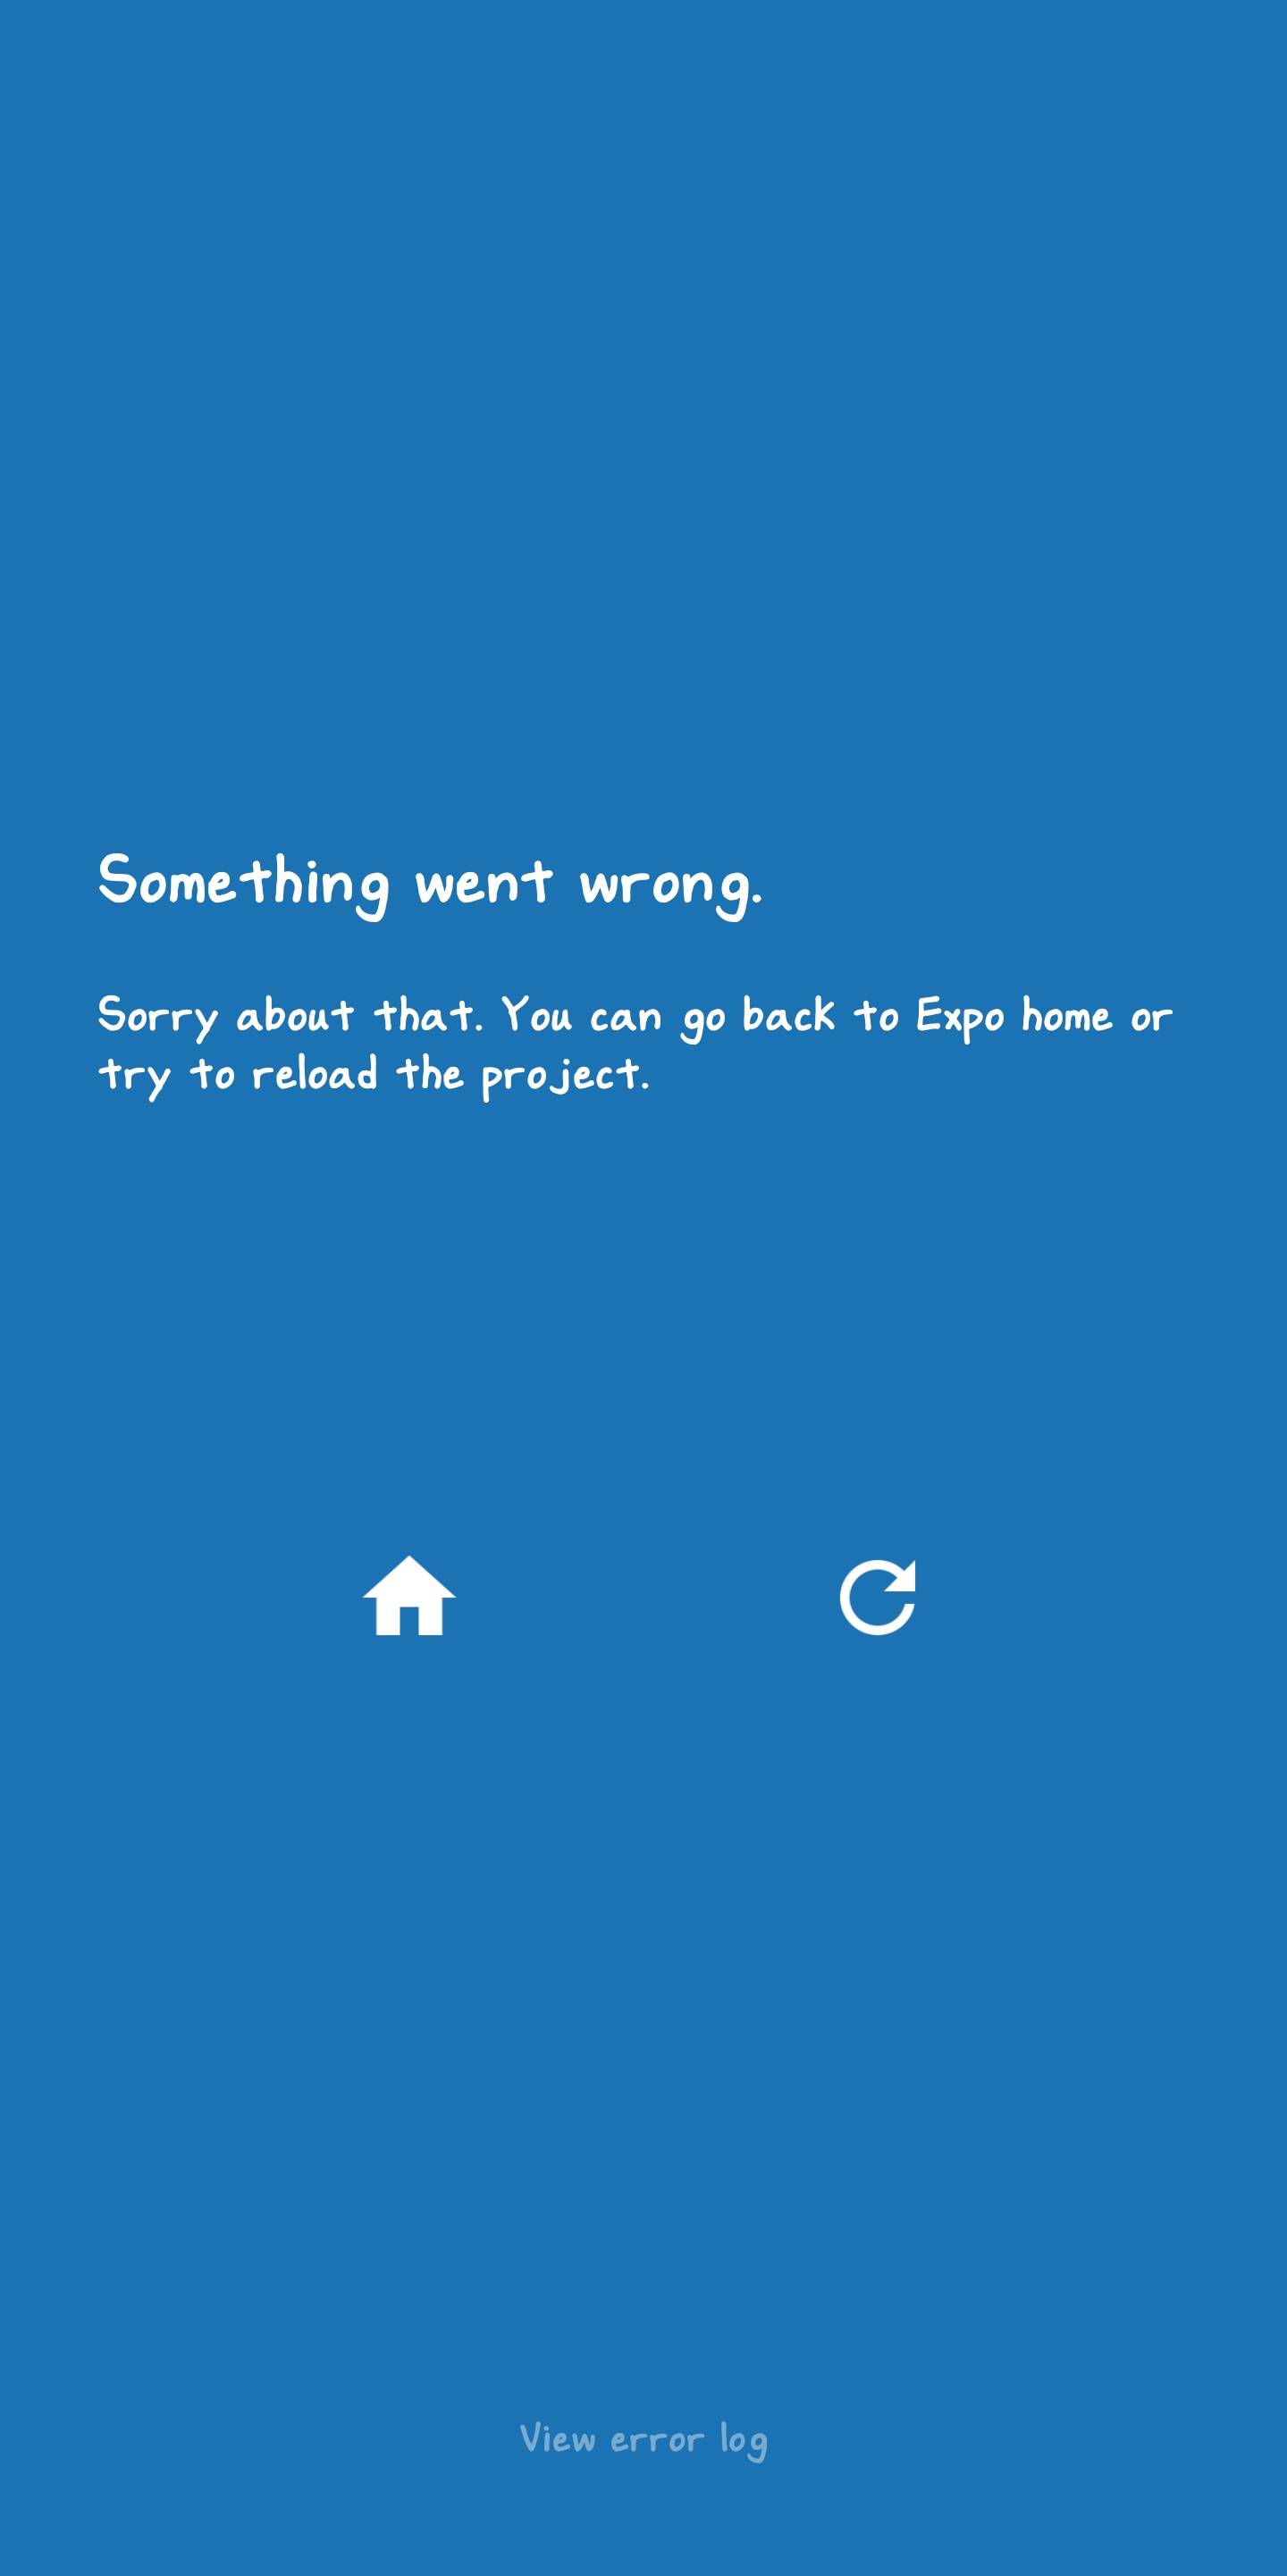 Something went wrong.
Sorry about that. You can go back to Expo home or
try to reload the project.
View error log